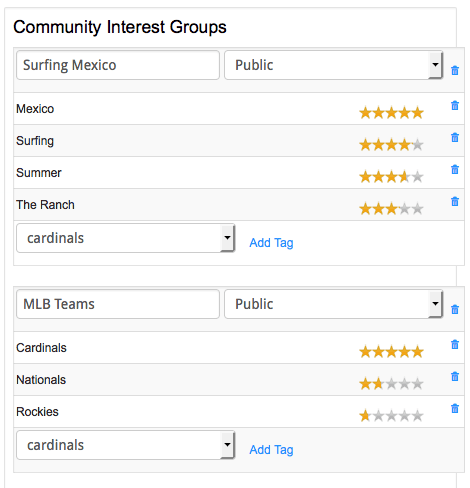 Community Interest Groups
Surfing Mexico Public
Mexico
Surfing
Summer
The Ranch
cardinals Add Tag
MLB Teams Public
Cardinals
Nationals
Rockies
cardinals Add Tag